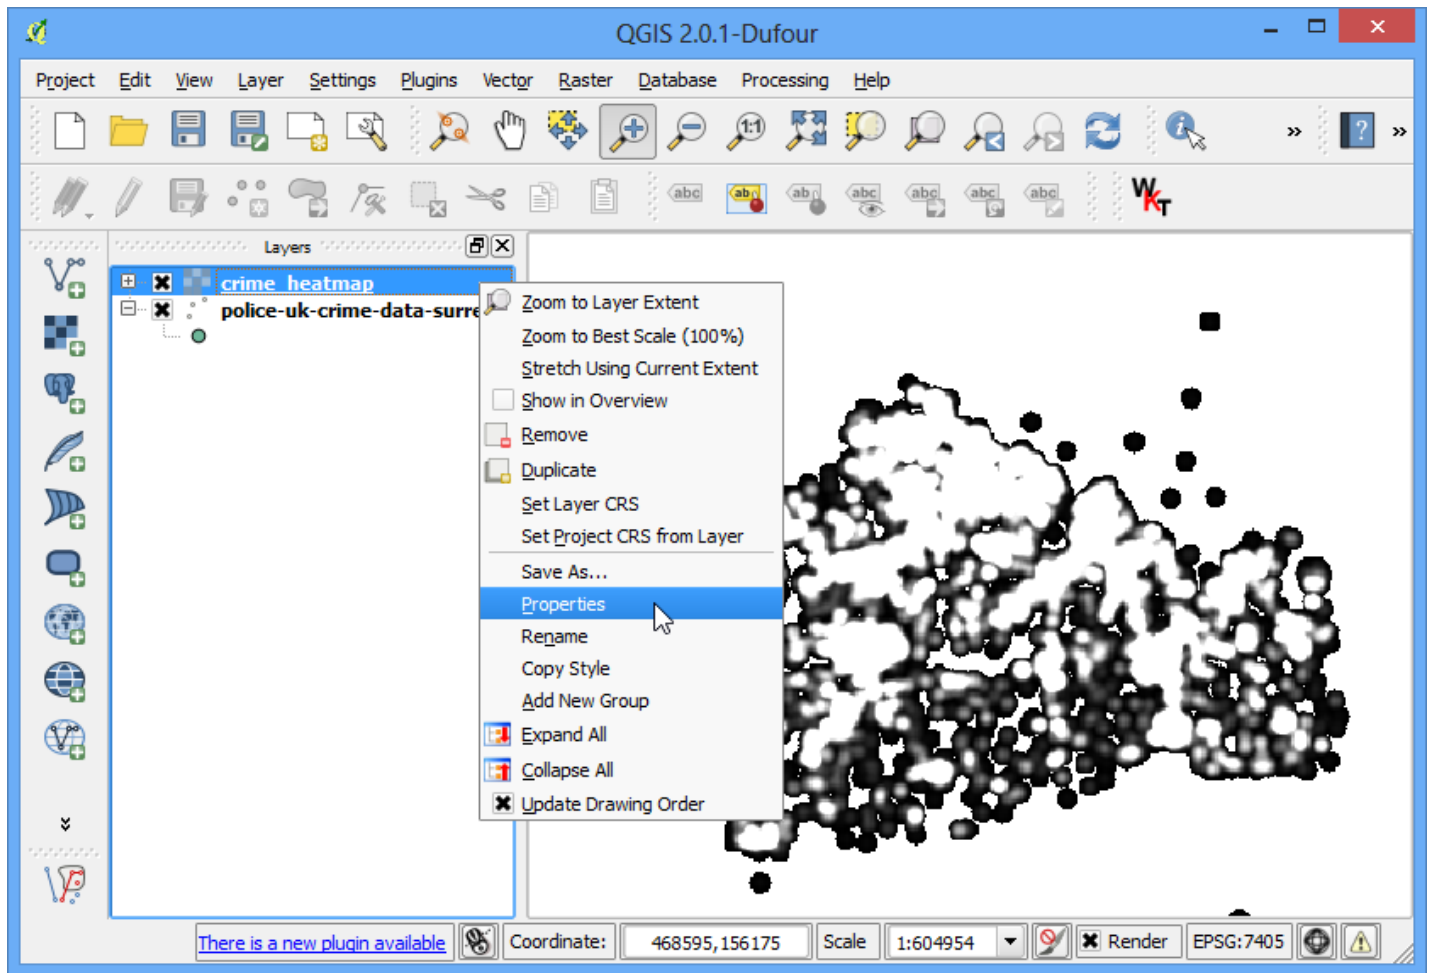 QGIS 2.0.1-Dufour
Project Edit View Layer Settings Plugins Vector Raster Database Processing Help
1:1
i
»
?
»
abc
ab
ab
abc
abc
abc
abc
WKT
Layers
crime_heatmap
police-uk-crime-data-surre
Zoom to Layer Extent
Zoom to Best Scale (100%)
Stretch Using Current Extent
Show in Overview
Remove
Duplicate
Set Layer CRS
Set Project CRS from Layer
Save As...
Properties
Rename
Copy Style
Add New Group
Expand All
Collapse All
Update Drawing Order
There is a new plugin available
Coordinate: 468595,156175 Scale 1:604954 Render EPSG:7405